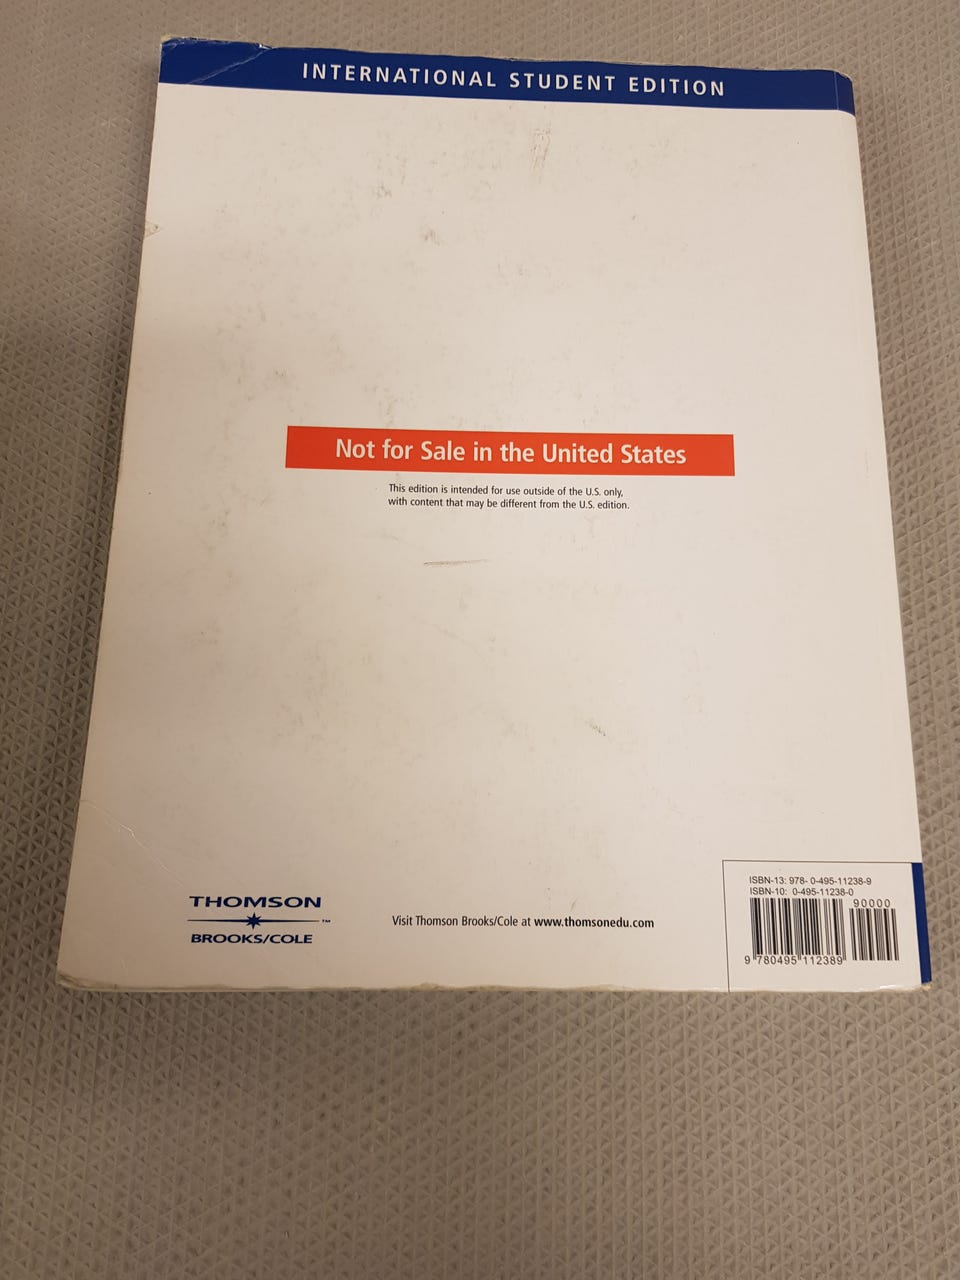 INTERNATIONAL STUDENT EDITION
Not for Sale in the United States
This edition is intended for use outside of the U.S. only,
with content that may be different from the U.S. edition.
THOMSON
™
BROOKS/COLE
Visit Thomson Brooks/Cole at www.thomsonedu.com
ISBN-13: 978- 0-495-11238-9
ISBN-10: 0-495-11238-0
90000
9 780495 112389